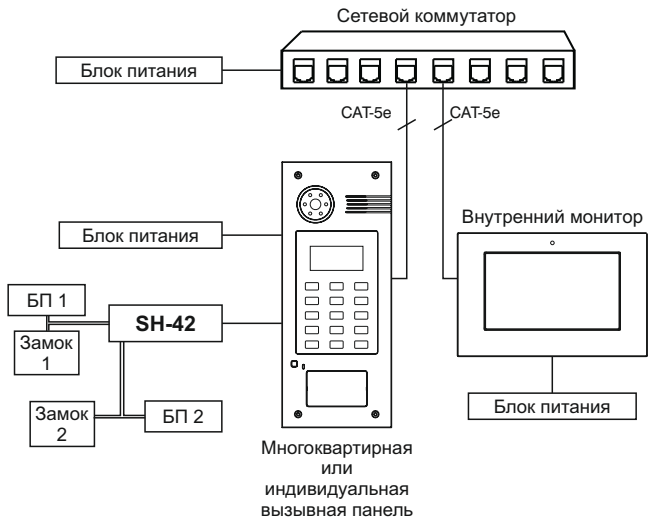 Сетевой коммутатор
Блок питания
CAT-5e
CAT-5e
Блок питания
Внутренний монитор
БП 1
SH-42
Замок
1
Замок
2
БП 2
Блок питания
Многоквартирная
или
индивидуальная
вызывная панель